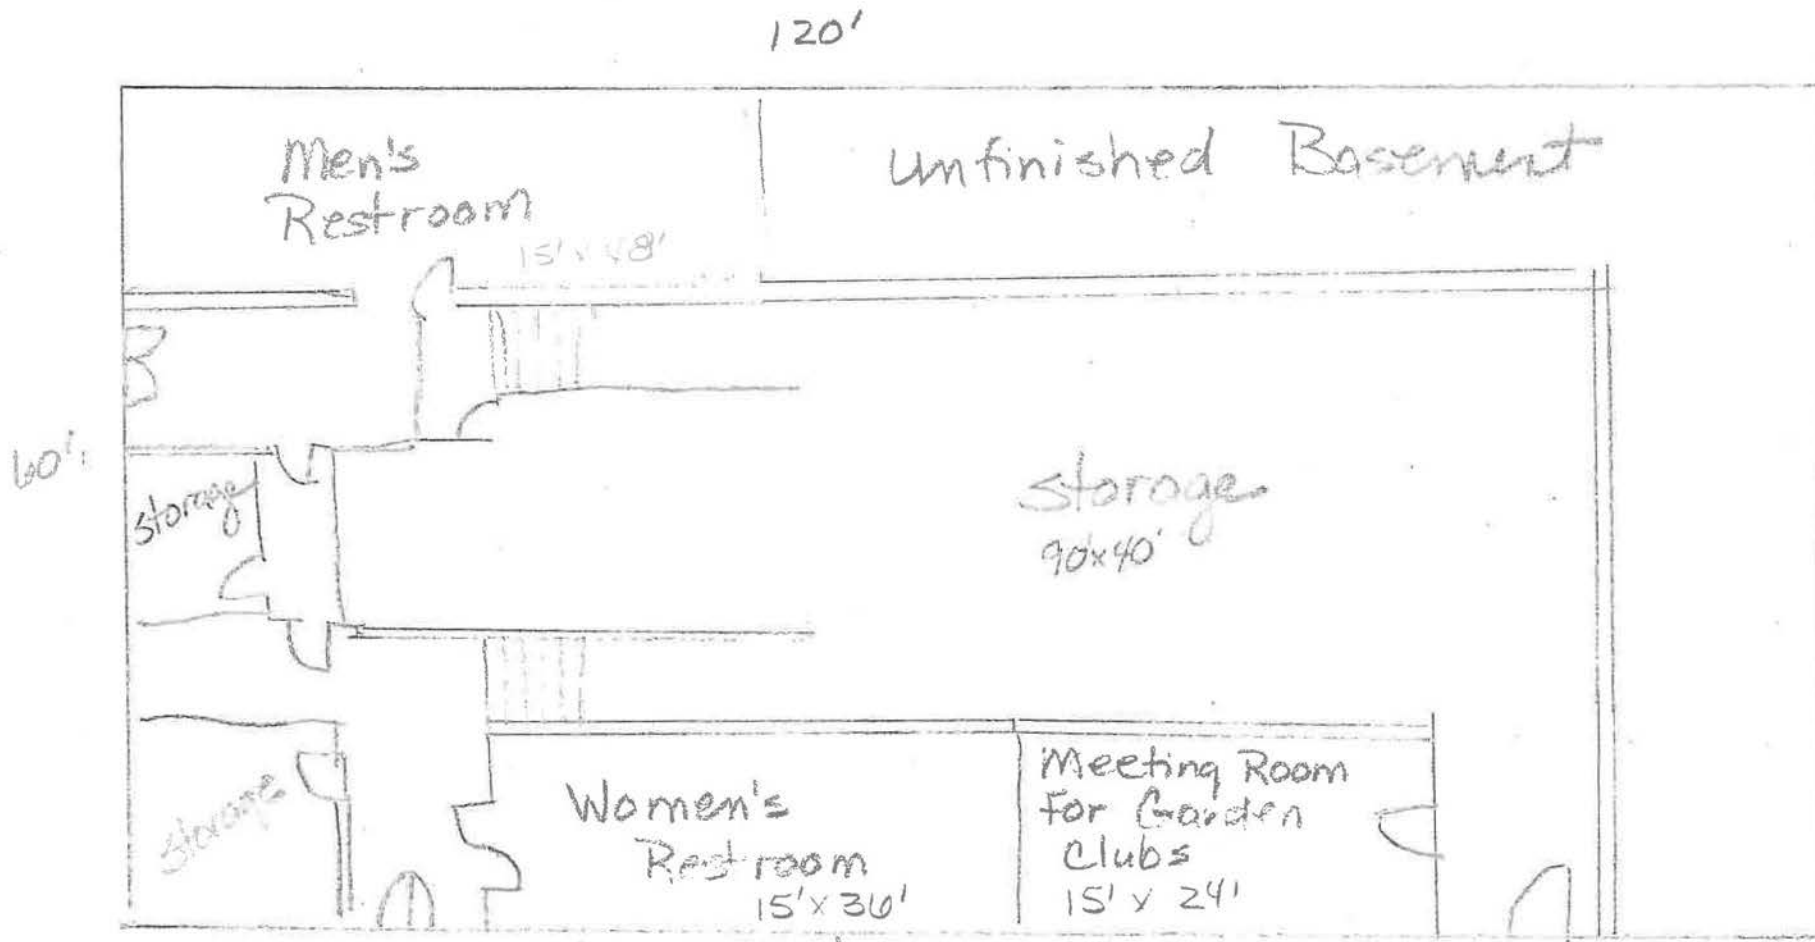 120'
Men's
Restroom
15' x 48'
Unfinished Basement
60'
storage
storage
90'x40'
storage
Women's
Restroom
15' x 36'
Meeting Room
For Garden
Clubs
15' x 24'